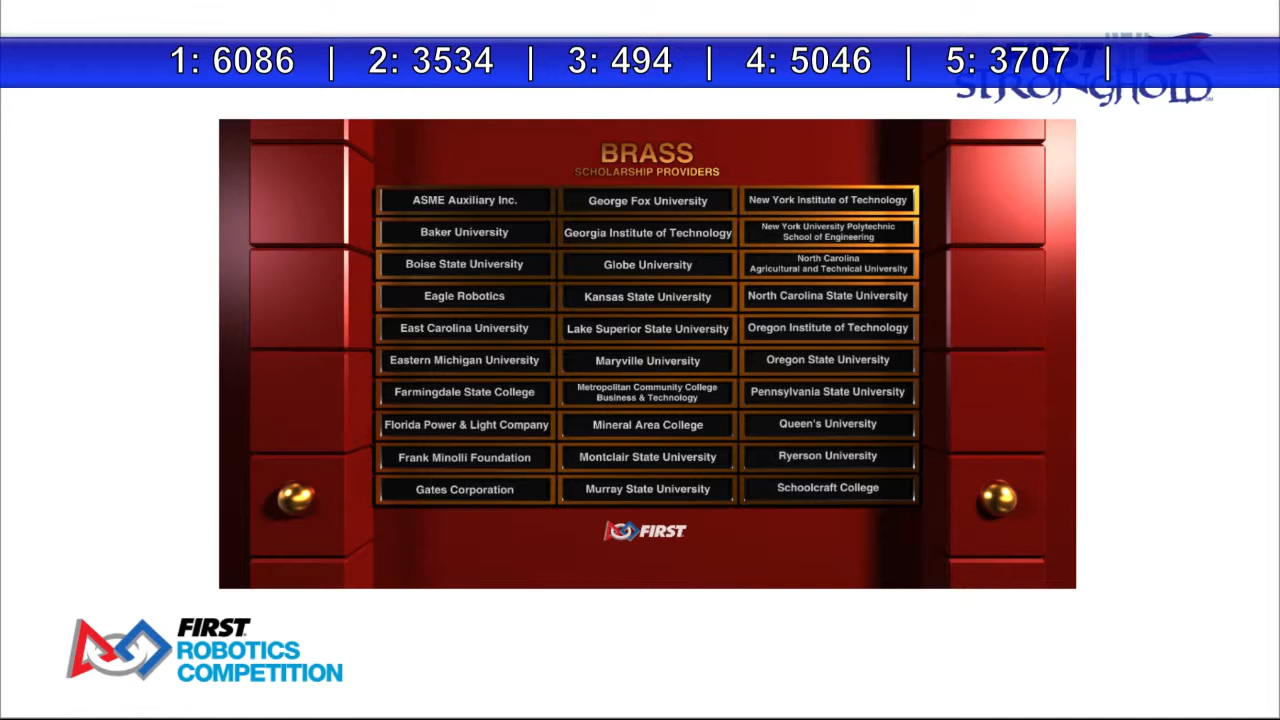 1: 6086 | 2: 3534 | 3: 494 | 4: 5046 | 5: 3707 |
STRONGHOLD
BRASS
SCHOLARSHIP PROVIDERS
ASME Auxiliary Inc.
George Fox University
New York Institute of Technology
Baker University
Georgia Institute of Technology
New York University Polytechnic
School of Engineering
Boise State University
Globe University
North Carolina
Agricultural and Technical University
Eagle Robotics
Kansas State University
North Carolina State University
East Carolina University
Lake Superior State University
Oregon Institute of Technology
Eastern Michigan University
Maryville University
Oregon State University
Farmingdale State College
Metropolitan Community College
Business & Technology
Pennsylvania State University
Florida Power & Light Company
Mineral Area College
Queen's University
Frank Minolli Foundation
Montclair State University
Ryerson University
Gates Corporation
Murray State University
Schoolcraft College
FIRST
FIRST
ROBOTICS
COMPETITION